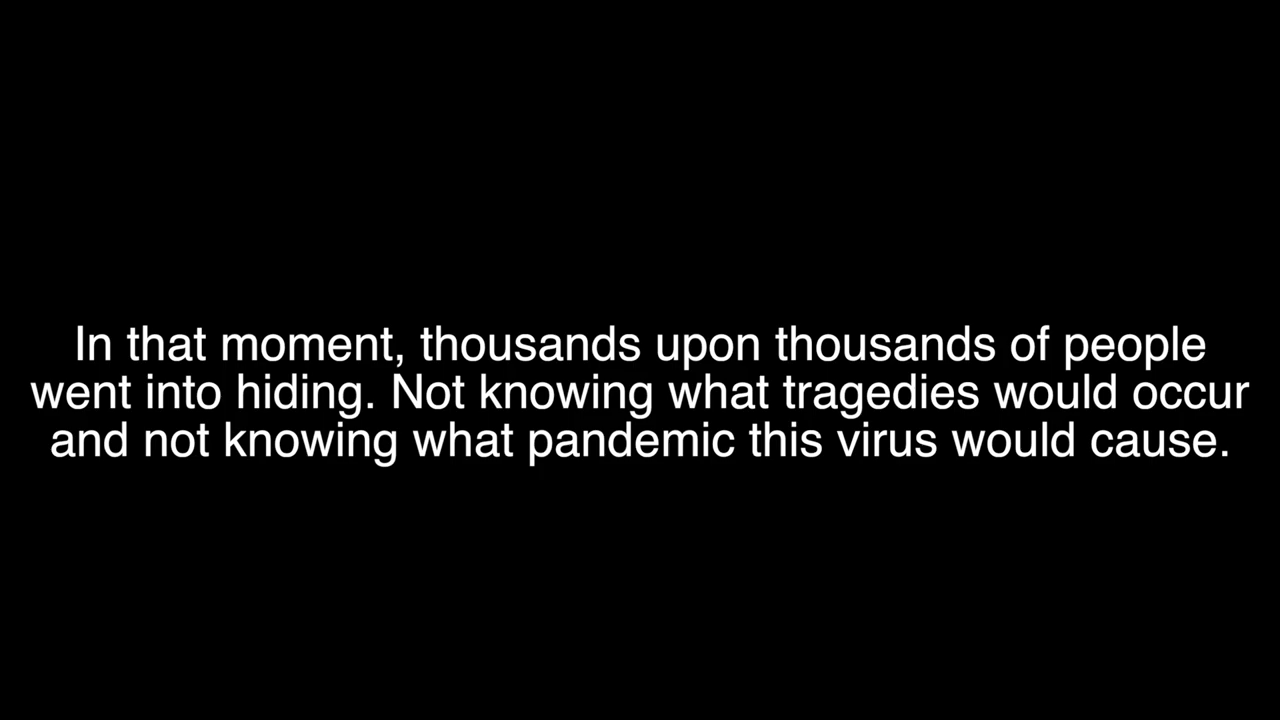 In that moment, thousands upon thousands of people
went into hiding. Not knowing what tragedies would occur
and not knowing what pandemic this virus would cause.